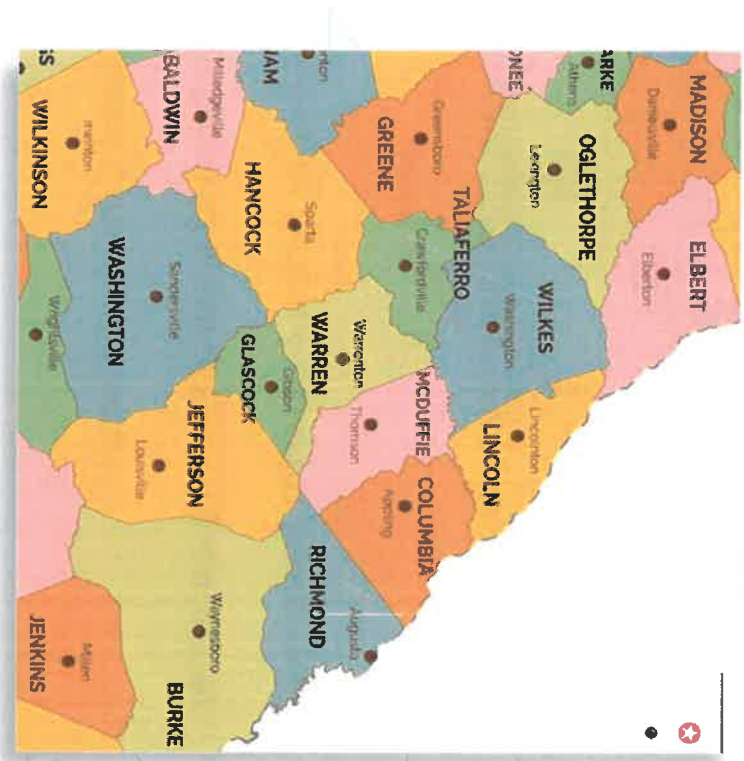 MADISON
ELBERT
Danielsville
Elberton
ARKE
OGLETHORPE
Athens
WILKES
Lexington
Lincolnton
ONEE
Washington
LINCOLN
TALIAFERRO
Greensboro
COLUMBIA
MCDUFFIE
Crawfordville
Appling
GREENE
Warrenton
Augusta
Thomson
WARREN
RICHMOND
nton
Sparta
Gibson
NAM
HANCOCK
GLASCOCK
Milledgeville
Waynesboro
JEFFERSON
BURKE
Sandersville
BALDWIN
Louisville
WASHINGTON
Millen
Wrightsville
WILKINSON
JENKINS